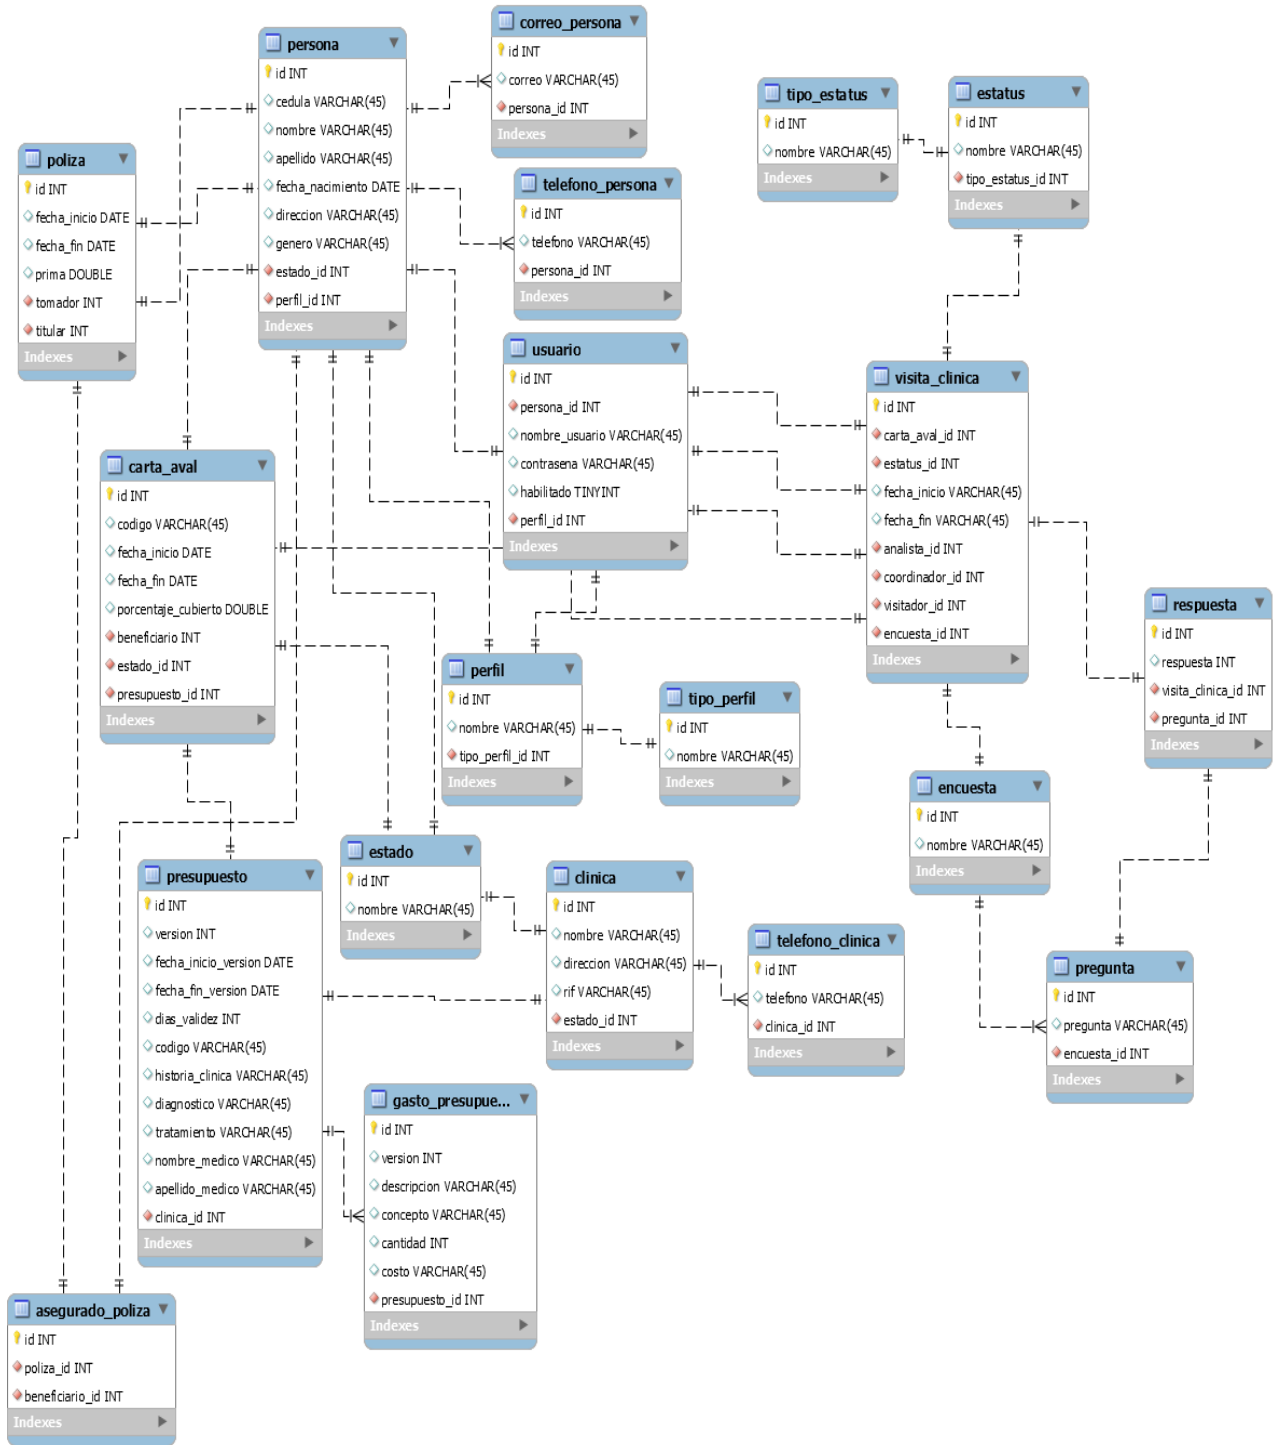 correo_persona
id INT
correo VARCHAR(45)
persona_id INT
Indexes
persona
id INT
cedula VARCHAR(45)
nombre VARCHAR(45)
apellido VARCHAR(45)
fecha_nacimiento DATE
direccion VARCHAR(45)
genero VARCHAR(45)
estado_id INT
perfil_id INT
Indexes
tipo_estatus
id INT
nombre VARCHAR(45)
Indexes
estatus
id INT
nombre VARCHAR(45)
tipo_estatus_id INT
Indexes
poliza
id INT
fecha_inicio DATE
fecha_fin DATE
prima DOUBLE
tomador INT
titular INT
Indexes
telefono_persona
id INT
telefono VARCHAR(45)
persona_id INT
Indexes
usuario
id INT
persona_id INT
nombre_usuario VARCHAR(45)
contrasena VARCHAR(45)
habilitado TINYINT
perfil_id INT
Indexes
visita_clinica
id INT
carta_aval_id INT
estatus_id INT
fecha_inicio VARCHAR(45)
fecha_fin VARCHAR(45)
analista_id INT
coordinador_id INT
visitador_id INT
encuesta_id INT
Indexes
carta_aval
id INT
codigo VARCHAR(45)
fecha_inicio DATE
fecha_fin DATE
porcentaje_cubierto DOUBLE
beneficiario INT
estado_id INT
presupuesto_id INT
Indexes
respuesta
id INT
respuesta INT
visita_clinica_id INT
pregunta_id INT
Indexes
perfil
id INT
nombre VARCHAR(45)
tipo_perfil_id INT
Indexes
tipo_perfil
id INT
nombre VARCHAR(45)
Indexes
encuesta
id INT
nombre VARCHAR(45)
Indexes
estado
id INT
nombre VARCHAR(45)
Indexes
presupuesto
id INT
version INT
fecha_inicio_version DATE
fecha_fin_version DATE
dias_validez INT
codigo VARCHAR(45)
historia_clinica VARCHAR(45)
diagnostico VARCHAR(45)
tratamiento VARCHAR(45)
nombre_medico VARCHAR(45)
apellido_medico VARCHAR(45)
clinica_id INT
Indexes
clinica
id INT
nombre VARCHAR(45)
direccion VARCHAR(45)
rif VARCHAR(45)
estado_id INT
Indexes
telefono_clinica
id INT
telefono VARCHAR(45)
clinica_id INT
Indexes
pregunta
id INT
pregunta VARCHAR(45)
encuesta_id INT
Indexes
gasto_presupue...
id INT
version INT
descripcion VARCHAR(45)
concepto VARCHAR(45)
cantidad INT
costo VARCHAR(45)
presupuesto_id INT
Indexes
asegurado_poliza
id INT
poliza_id INT
beneficiario_id INT
Indexes